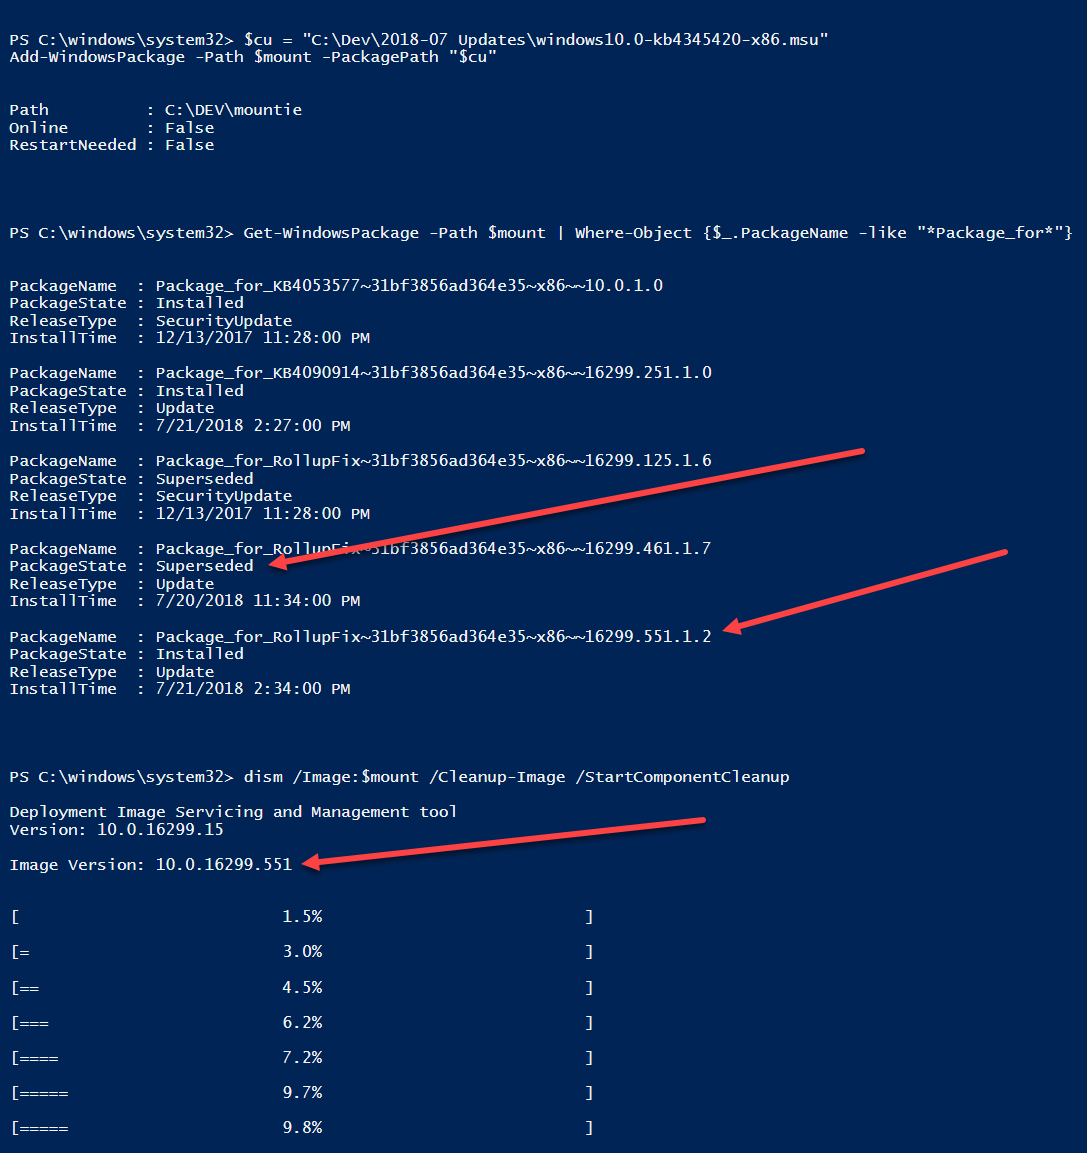 PS C:\windows\system32> $cu = "C:\Dev\2018-07 Updates\windows10.0-kb4345420-x86.msu"
Add-WindowsPackage -Path $mount -PackagePath "$cu"
Path          : C:\DEV\mountie
Online        : False
RestartNeeded : False
PS C:\windows\system32> Get-WindowsPackage -Path $mount | Where-Object {$_.PackageName -like "*Package_for*"}
PackageName  : Package_for_KB4053577~31bf3856ad364e35~x86~~10.0.1.0
PackageState : Installed
ReleaseType  : SecurityUpdate
InstallTime  : 12/13/2017 11:28:00 PM
PackageName  : Package_for_KB4090914~31bf3856ad364e35~x86~~16299.251.1.0
PackageState : Installed
ReleaseType  : Update
InstallTime  : 7/21/2018 2:27:00 PM
PackageName  : Package_for_RollupFix~31bf3856ad364e35~x86~~16299.125.1.6
PackageState : Superseded
ReleaseType  : SecurityUpdate
InstallTime  : 12/13/2017 11:28:00 PM
PackageName  : Package_for_RollupFix~31bf3856ad364e35~x86~~16299.461.1.7
PackageState : Superseded
ReleaseType  : Update
InstallTime  : 7/20/2018 11:34:00 PM
PackageName  : Package_for_RollupFix~31bf3856ad364e35~x86~~16299.551.1.2
PackageState : Installed
ReleaseType  : Update
InstallTime  : 7/21/2018 2:34:00 PM
PS C:\windows\system32> dism /Image:$mount /Cleanup-Image /StartComponentCleanup
Deployment Image Servicing and Management tool
Version: 10.0.16299.15
Image Version: 10.0.16299.551
[                           1.5%                           ]
[=                          3.0%                           ]
[==                         4.5%                           ]
[===                        6.2%                           ]
[====                       7.2%                           ]
[=====                      9.7%                           ]
[=====                      9.8%                           ]